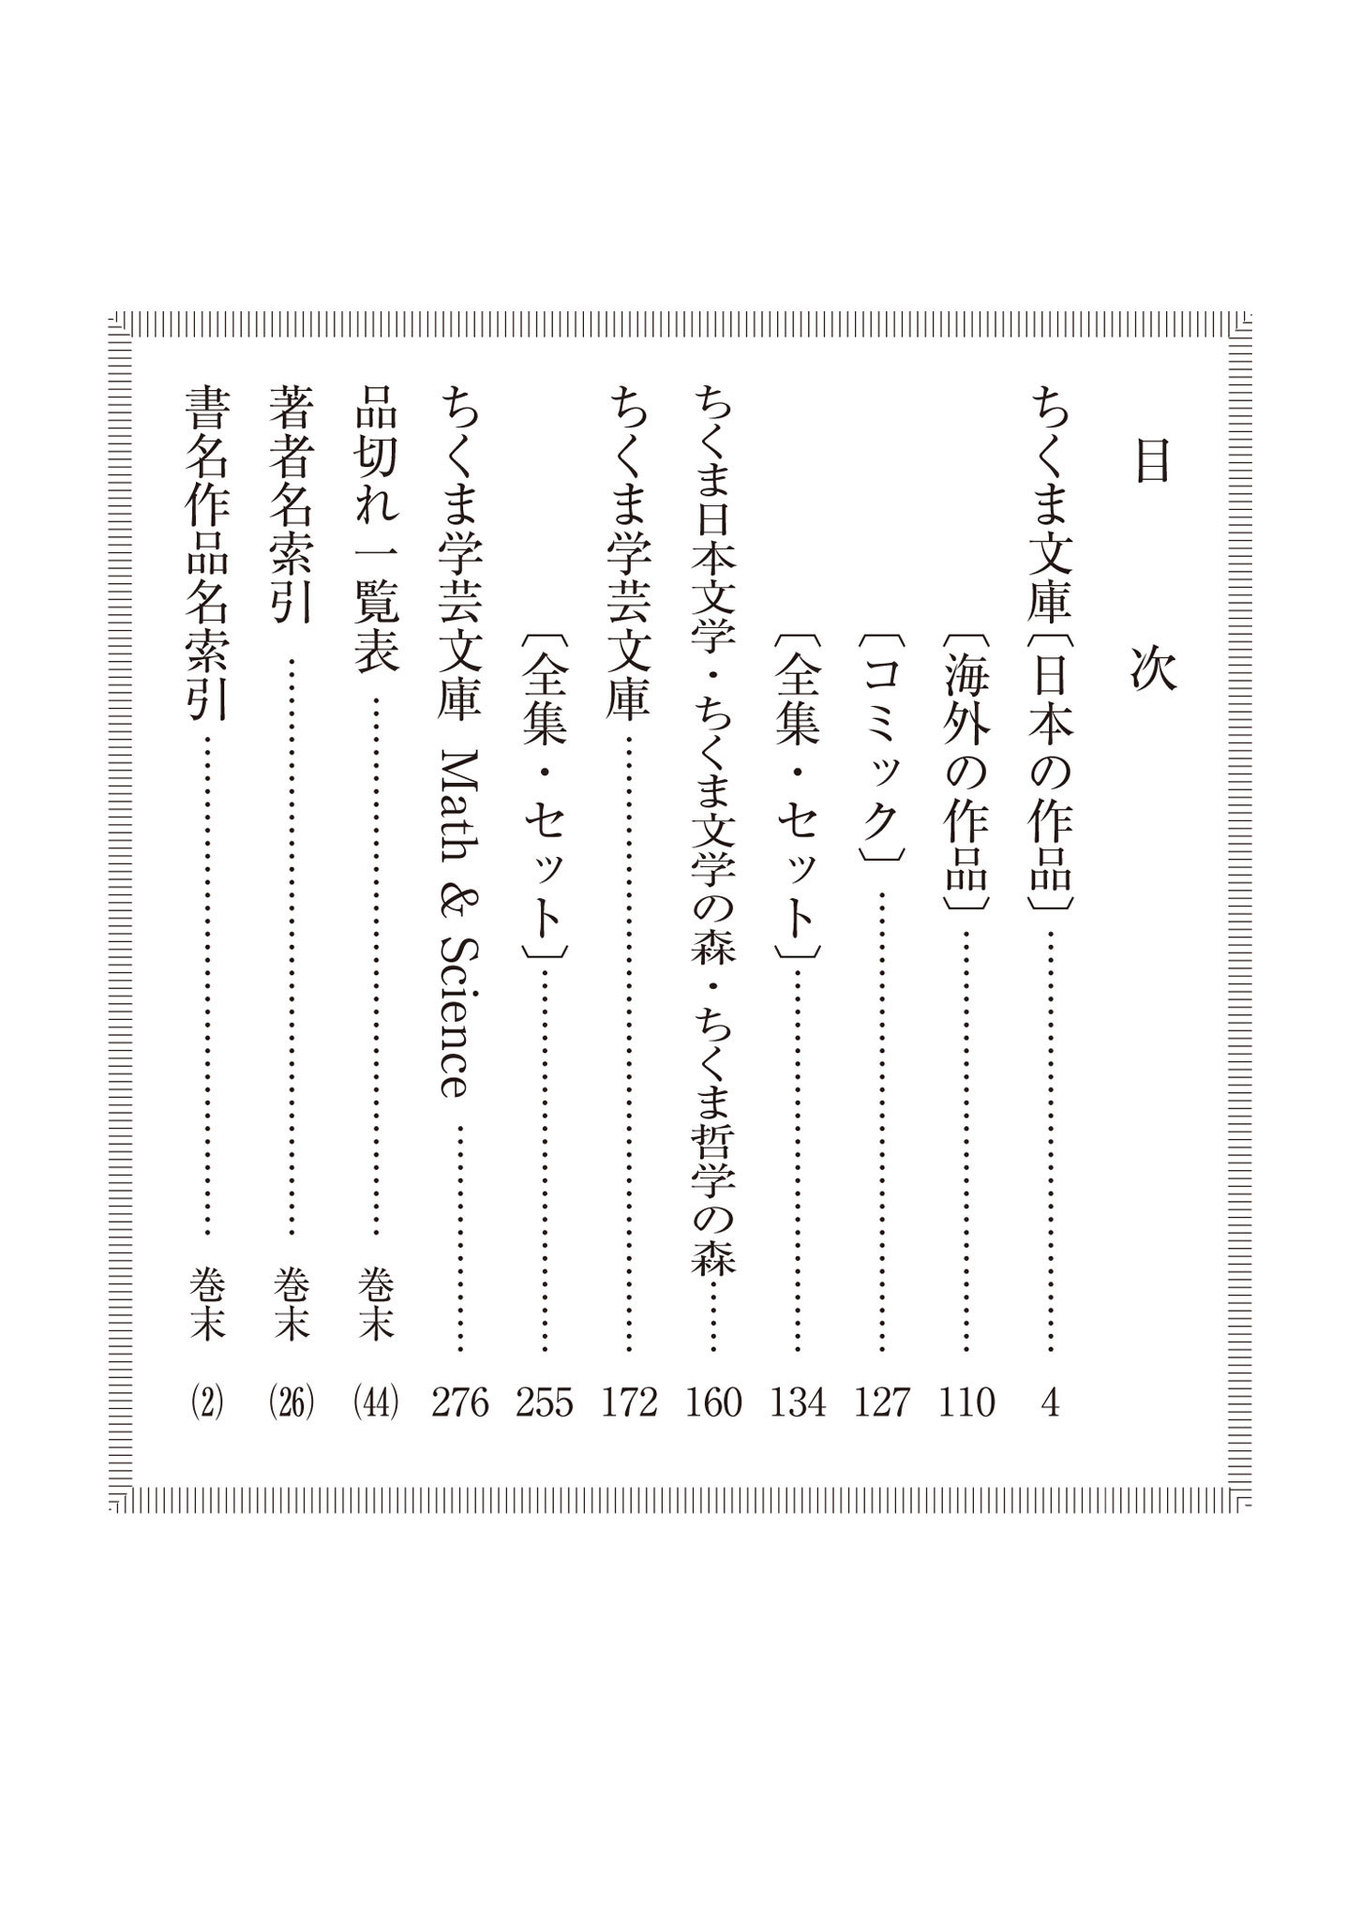 目次
ちくま文庫〔日本の作品〕……………………………4
〔海外の作品〕……………………………110
〔コミック〕……………………………127
〔全集・セット〕……………………………134
ちくま日本文学・ちくま文学の森・ちくま哲学の森……160
ちくま学芸文庫……………………………172
〔全集・セット〕……………………………255
ちくま学芸文庫 Math & Science ………………276
品切れ一覧表……………………………巻末(44)
著者名索引……………………………巻末(26)
書名作品名索引……………………………巻末(2)